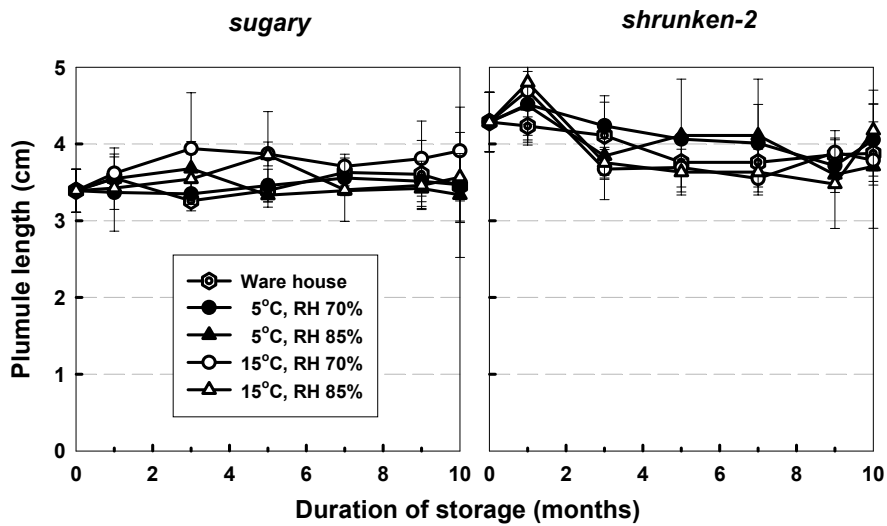 sugary
shrunken-2
Plumule length (cm)
5
4
3
2
1
0
Ware house
5°C, RH 70%
5°C, RH 85%
15°C, RH 70%
15°C, RH 85%
0 2 4 6 8 10
0 2 4 6 8 10
Duration of storage (months)